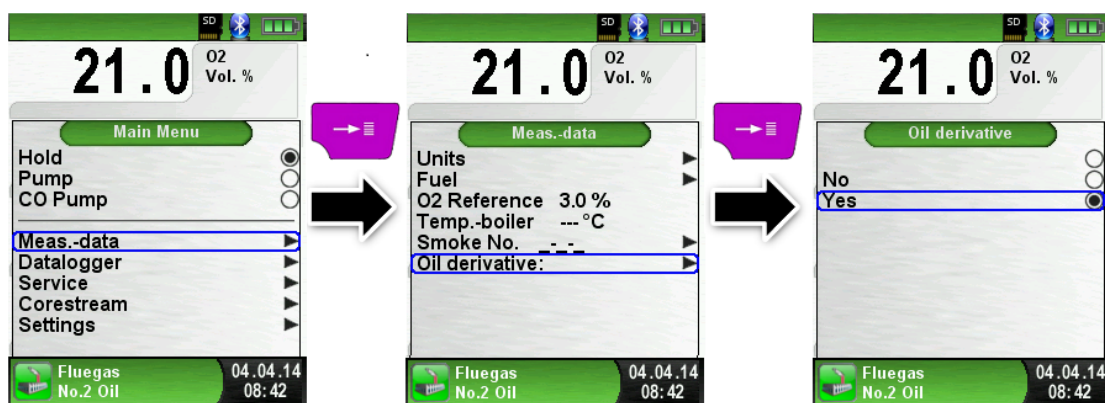 SD
21.0 O2
Vol. %
Main Menu
Hold
Pump
CO Pump
Meas.-data
Datalogger
Service
Corestream
Settings
Fluegas 04.04.14
No.2 Oil 08:42
SD
21.0 O2
Vol. %
Meas.-data
Units
Fuel
O2 Reference 3.0 %
Temp.-boiler --- °C
Smoke No. _-_-_
Oil derivative:
Fluegas 04.04.14
No.2 Oil 08:42
SD
21.0 O2
Vol. %
Oil derivative
No
Yes
Fluegas 04.04.14
No.2 Oil 08:42